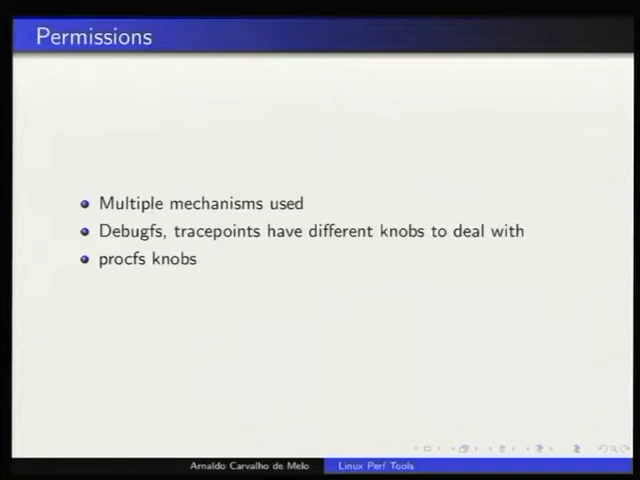 Permissions
Multiple mechanisms used
Debugfs, tracepoints have different knobs to deal with
procfs knobs
Arnaldo Carvalho de Melo
Linux Perf Tools